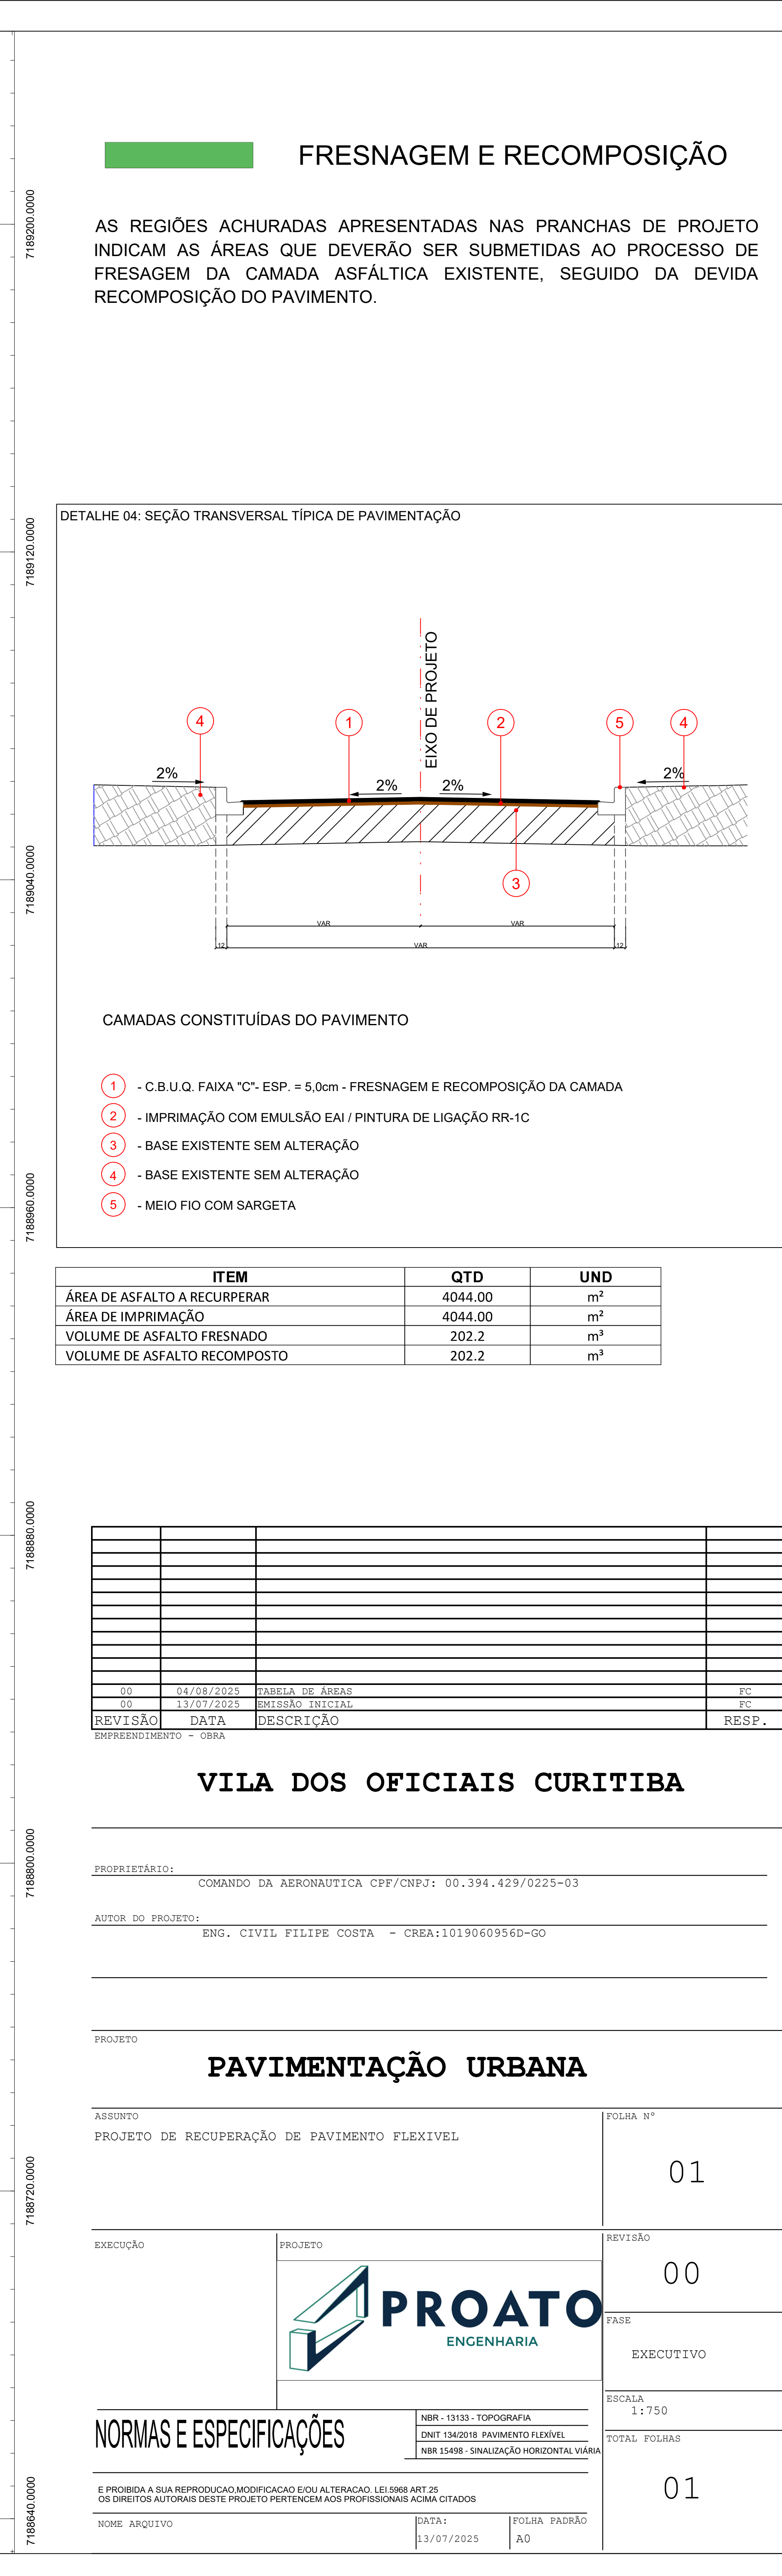 FRESNAGEM E RECOMPOSIÇÃO
AS REGIÕES ACHURADAS APRESENTADAS NAS PRANCHAS DE PROJETO
INDICAM AS ÁREAS QUE DEVERÃO SER SUBMETIDAS AO PROCESSO DE
FRESAGEM DA CAMADA ASFÁLTICA EXISTENTE, SEGUIDO DA DEVIDA
RECOMPOSIÇÃO DO PAVIMENTO.
7189200.0000
7189120.0000
7189040.0000
7188960.0000
7188880.0000
7188800.0000
7188720.0000
7188640.0000
DETALHE 04: SEÇÃO TRANSVERSAL TÍPICA DE PAVIMENTAÇÃO
EIXO DE PROJETO
4 1 2 5 4
2% 2% 2% 2%
3
VAR VAR
12 VAR 12
CAMADAS CONSTITUÍDAS DO PAVIMENTO
1 - C.B.U.Q. FAIXA "C"- ESP. = 5,0cm - FRESNAGEM E RECOMPOSIÇÃO DA CAMADA
2 - IMPRIMAÇÃO COM EMULSÃO EAI / PINTURA DE LIGAÇÃO RR-1C
3 - BASE EXISTENTE SEM ALTERAÇÃO
4 - BASE EXISTENTE SEM ALTERAÇÃO
5 - MEIO FIO COM SARGETA
ITEM QTD UND
ÁREA DE ASFALTO A RECURPERAR 4044.00 m²
ÁREA DE IMPRIMAÇÃO 4044.00 m²
VOLUME DE ASFALTO FRESNADO 202.2 m³
VOLUME DE ASFALTO RECOMPOSTO 202.2 m³
00 04/08/2025 TABELA DE ÁREAS FC
00 13/07/2025 EMISSÃO INICIAL FC
REVISÃO DATA DESCRIÇÃO RESP.
EMPREENDIMENTO - OBRA
VILA DOS OFICIAIS CURITIBA
PROPRIETÁRIO:
COMANDO DA AERONAUTICA CPF/CNPJ: 00.394.429/0225-03
AUTOR DO PROJETO:
ENG. CIVIL FILIPE COSTA - CREA:1019060956D-GO
PROJETO
PAVIMENTAÇÃO URBANA
ASSUNTO
PROJETO DE RECUPERAÇÃO DE PAVIMENTO FLEXIVEL
FOLHA Nº
01
EXECUÇÃO
PROJETO
PROATO
ENGENHARIA
REVISÃO
00
FASE
EXECUTIVO
ESCALA
1:750
TOTAL FOLHAS
01
NORMAS E ESPECIFICAÇÕES
NBR - 13133 - TOPOGRAFIA
DNIT 134/2018 PAVIMENTO FLEXÍVEL
NBR 15498 - SINALIZAÇÃO HORIZONTAL VIÁRIA
E PROIBIDA A SUA REPRODUCAO,MODIFICACAO E/OU ALTERACAO. LEI.5968 ART.25
OS DIREITOS AUTORAIS DESTE PROJETO PERTENCEM AOS PROFISSIONAIS ACIMA CITADOS
NOME ARQUIVO
DATA:
13/07/2025
FOLHA PADRÃO
A0